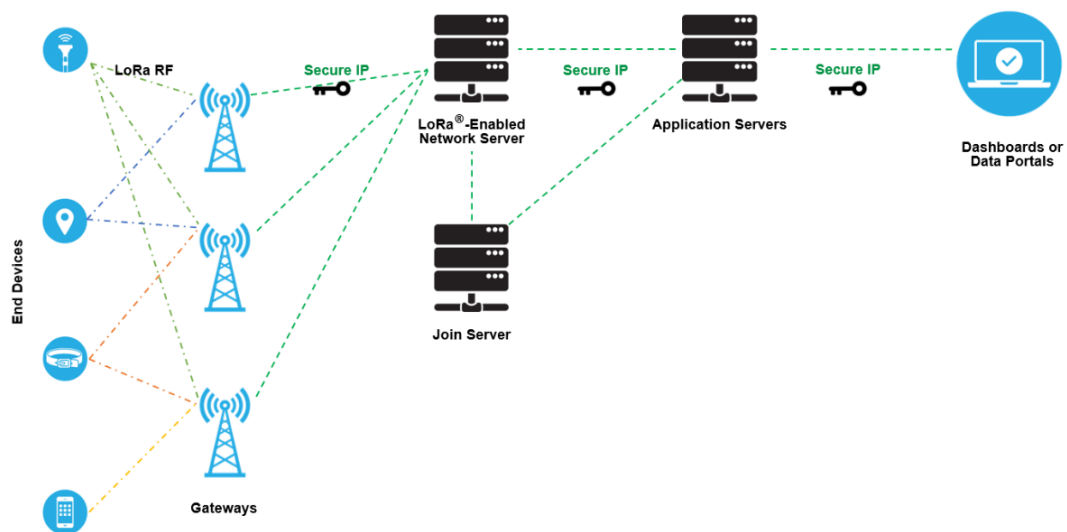 LoRa RF
Secure IP
Secure IP
Secure IP
LoRa®-Enabled
Network Server
Application Servers
Dashboards or
Data Portals
End Devices
Join Server
Gateways